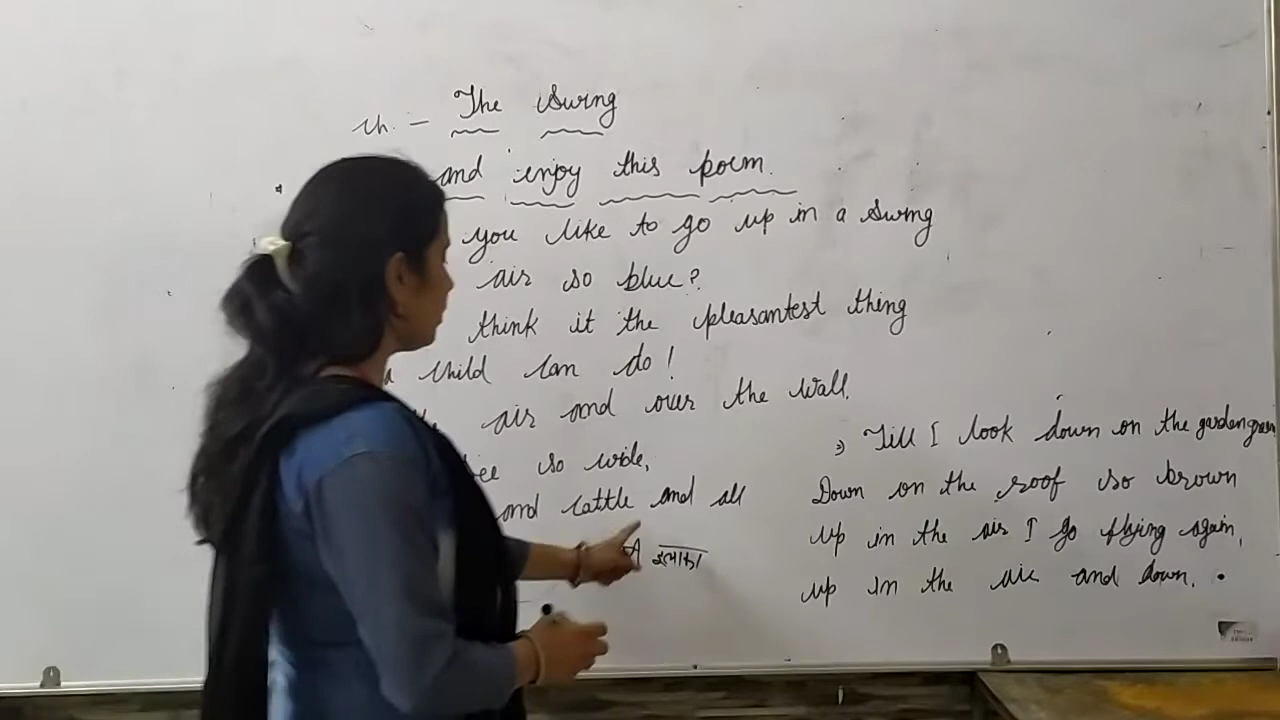 Ch. - The Swing
and enjoy this poem.
you like to go up in a swing
air so blue?
think it the pleasantest thing
a child can do!
air and over the wall,
so wide,
and cattle and all
Till I look down on the garden green
Down on the roof so brown
up in the air I go flying again,
up in the air and down.